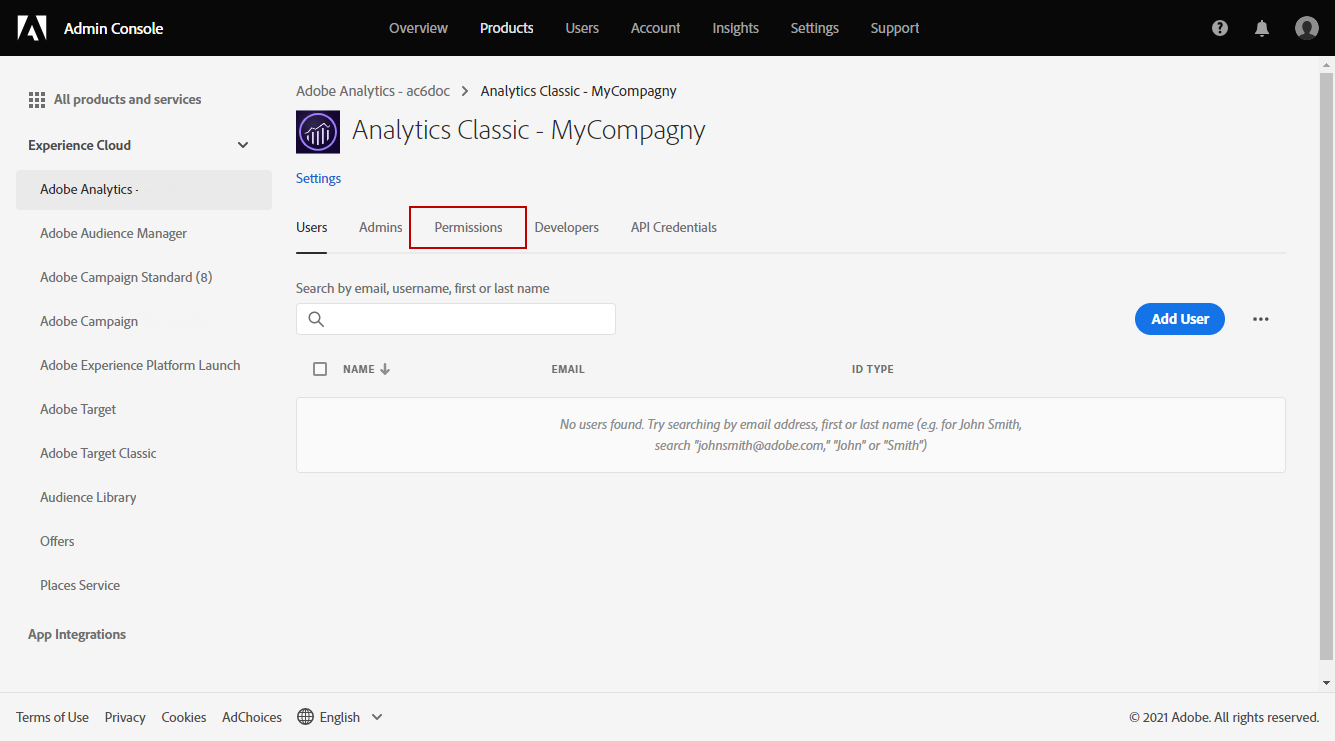 Admin Console
Overview
Products
Users
Account
Insights
Settings
Support
All products and services
Experience Cloud
Adobe Analytics -
Adobe Audience Manager
Adobe Campaign Standard (8)
Adobe Campaign
Adobe Experience Platform Launch
Adobe Target
Adobe Target Classic
Audience Library
Offers
Places Service
App Integrations
Adobe Analytics - ac6doc > Analytics Classic - MyCompagny
Analytics Classic - MyCompagny
Settings
Users
Admins
Permissions
Developers
API Credentials
Search by email, username, first or last name
Add User
NAME
EMAIL
ID TYPE
No users found. Try searching by email address, first or last name (e.g. for John Smith,
search "johnsmith@adobe.com," "John" or "Smith")
Terms of Use
Privacy
Cookies
AdChoices
English
© 2021 Adobe. All rights reserved.